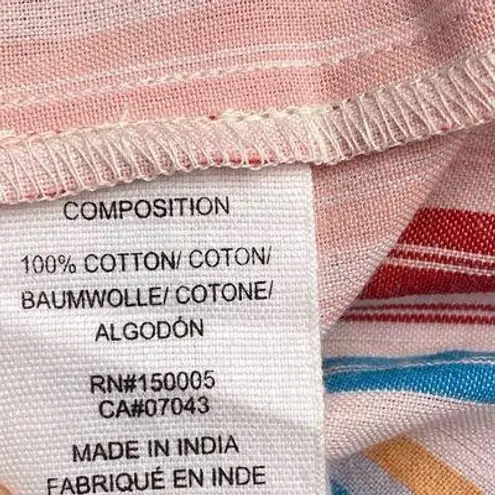 COMPOSITION
100% COTTON/ COTON/
BAUMWOLLE/ COTONE/
ALGODÓN
RN#150005
CA#07043
MADE IN INDIA
FABRIQUÉ EN INDE